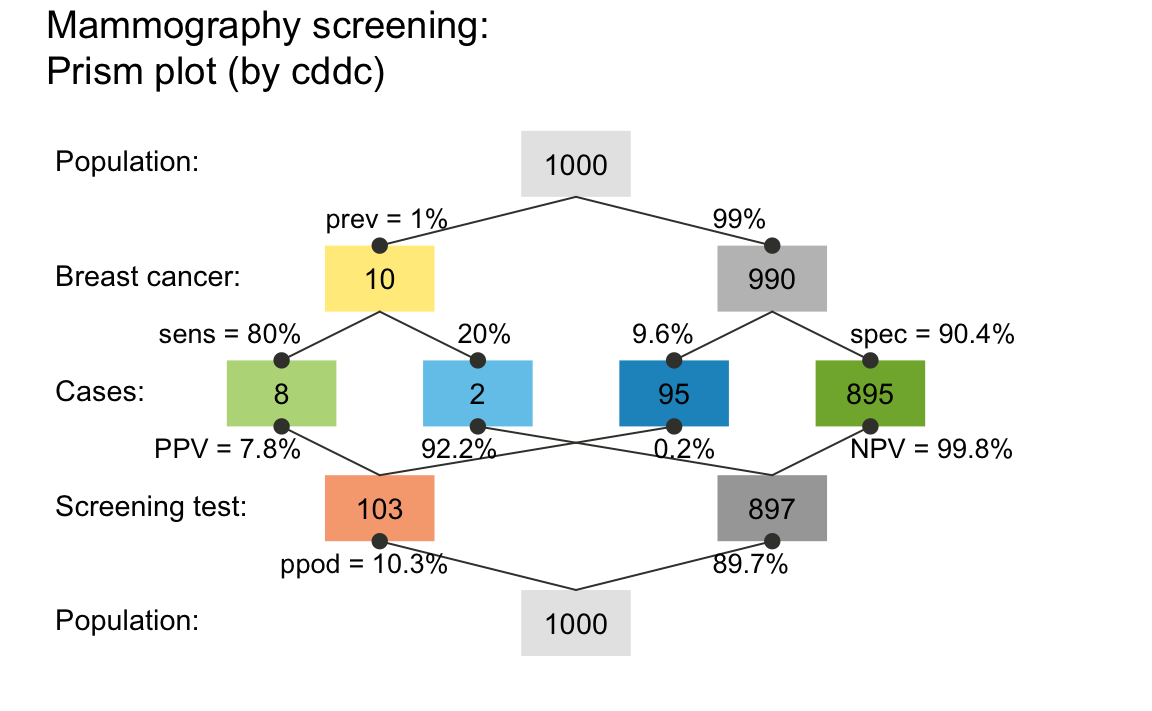 Mammography screening:
Prism plot (by cddc)
Population:
1000
prev = 1%
99%
Breast cancer:
10
990
sens = 80%
20%
9.6%
spec = 90.4%
Cases:
8
2
95
895
PPV = 7.8%
92.2%
0.2%
NPV = 99.8%
Screening test:
103
897
ppod = 10.3%
89.7%
Population:
1000